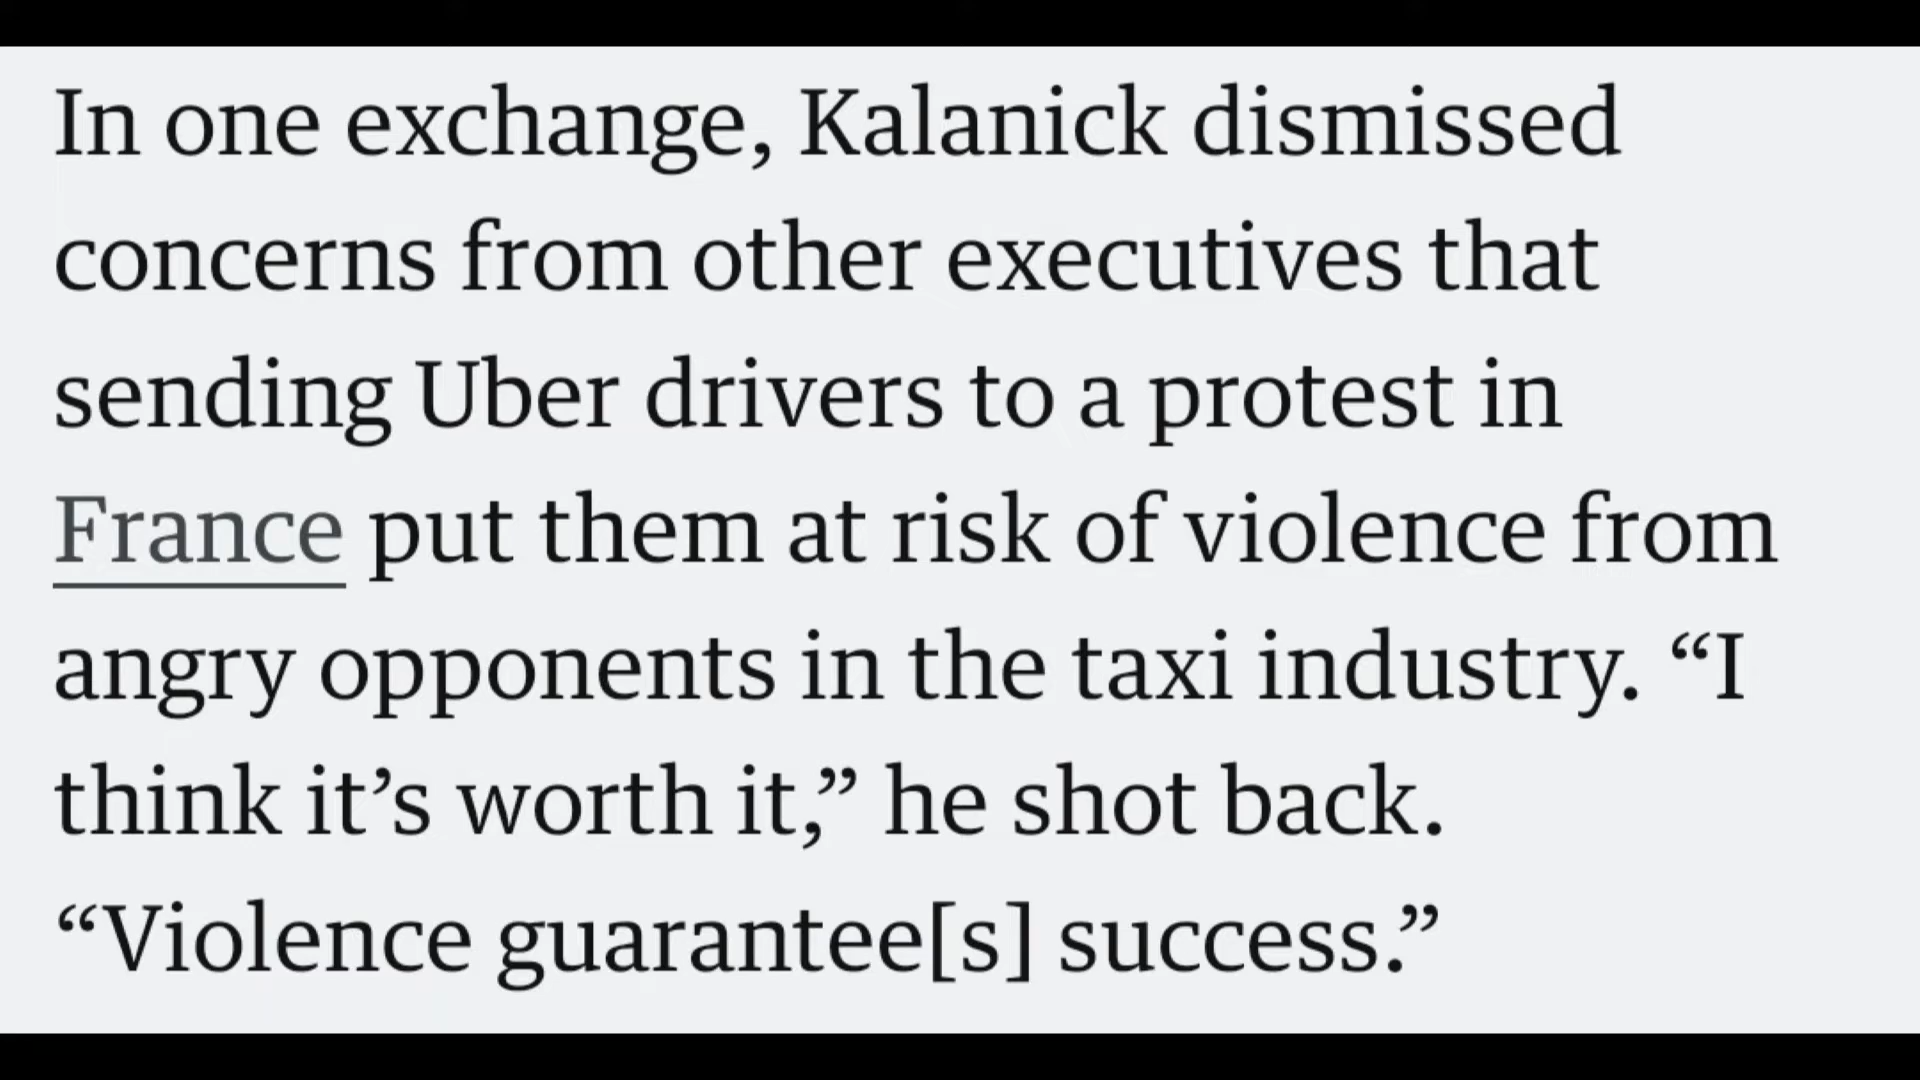 In one exchange, Kalanick dismissed
concerns from other executives that
sending Uber drivers to a protest in
France put them at risk of violence from
angry opponents in the taxi industry. “I
think it’s worth it,” he shot back.
“Violence guarantee[s] success.”